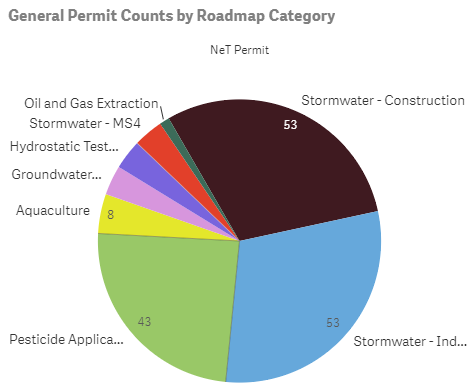 General Permit Counts by Roadmap Category
NeT Permit
Oil and Gas Extraction
Stormwater - Construction
53
Stormwater - MS4
Hydrostatic Test...
Groundwater...
Aquaculture
8
43
53
Pesticide Applica...
Stormwater - Ind...